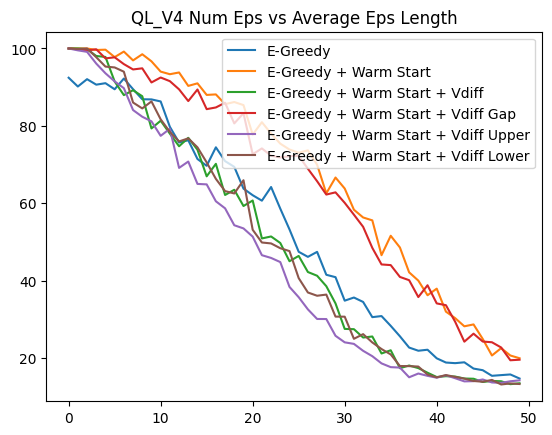 QL_V4 Num Eps vs Average Eps Length
E-Greedy
E-Greedy + Warm Start
E-Greedy + Warm Start + Vdiff
E-Greedy + Warm Start + Vdiff Gap
E-Greedy + Warm Start + Vdiff Upper
E-Greedy + Warm Start + Vdiff Lower
100
80
60
40
20
0 10 20 30 40 50